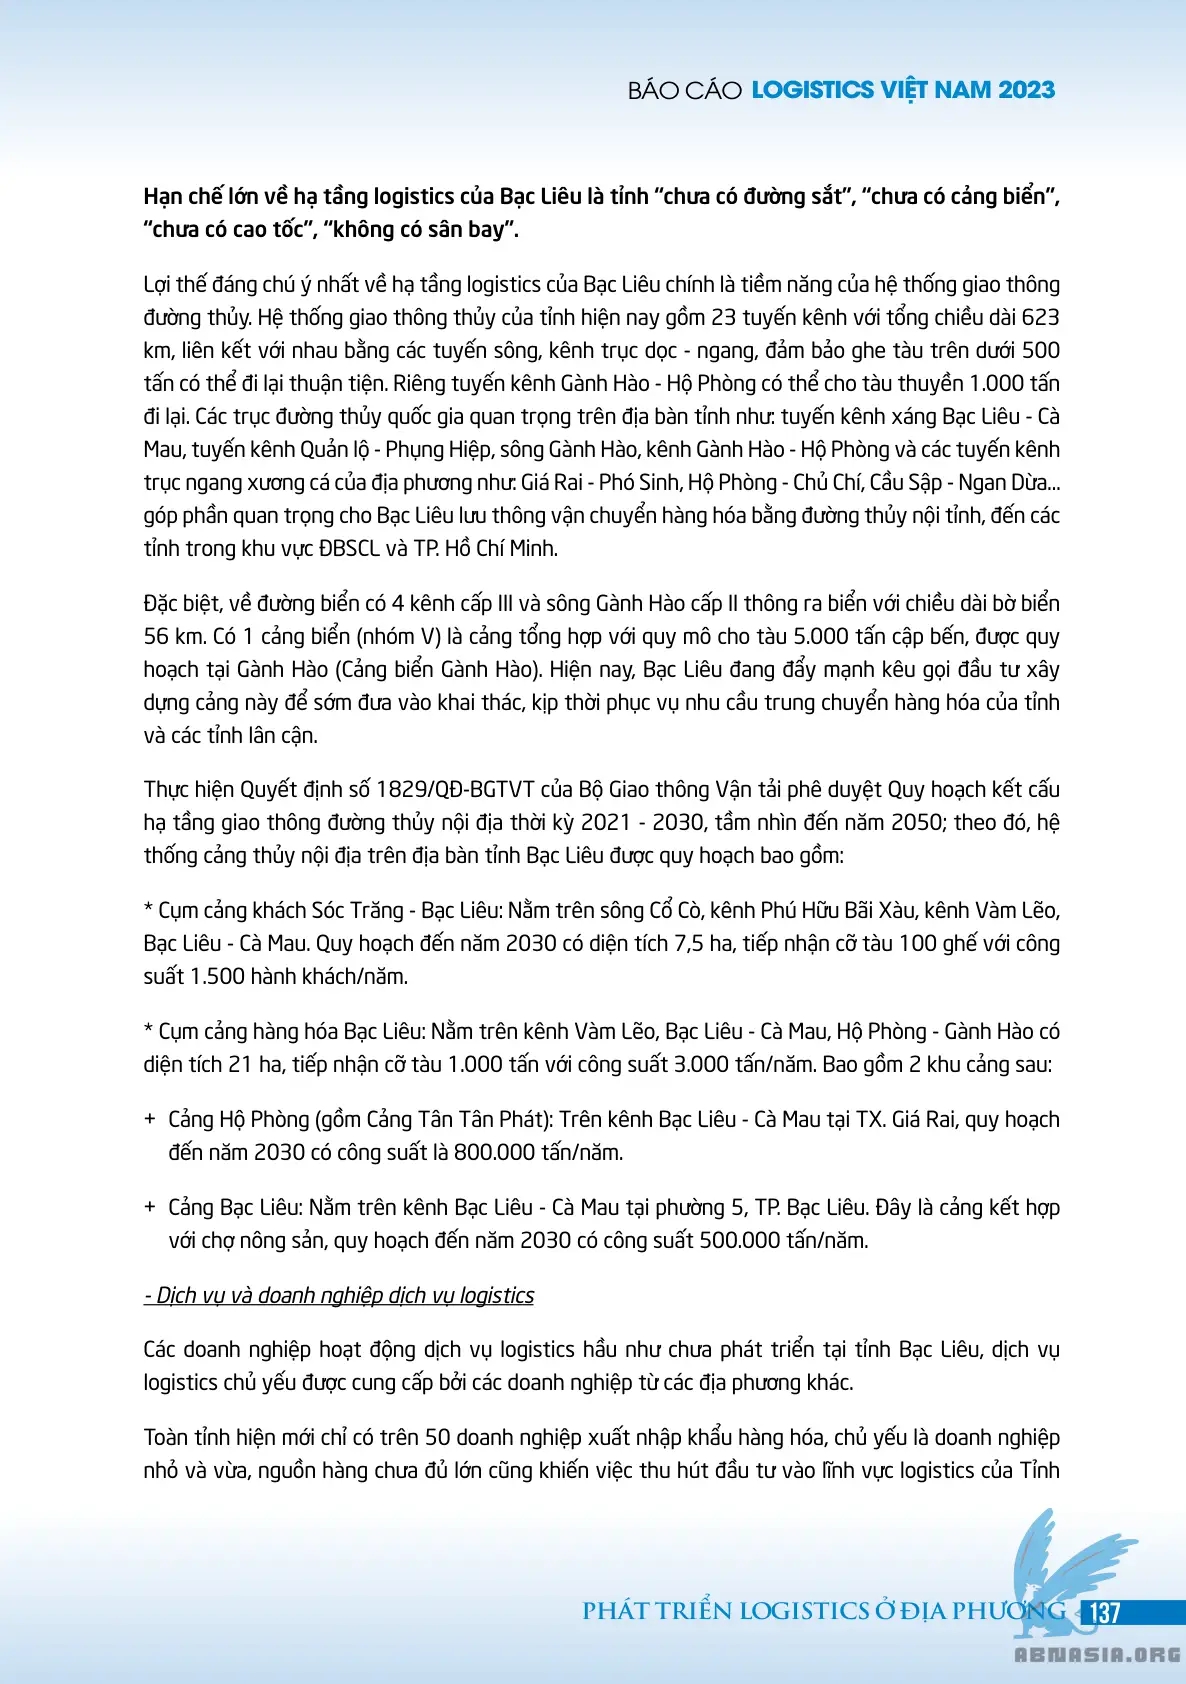 BÁO CÁO LOGISTICS VIỆT NAM 2023
Hạn chế lớn về hạ tầng logistics của Bạc Liêu là tỉnh “chưa có đường sắt”, “chưa có cảng biển”,
“chưa có cao tốc”, “không có sân bay”.
Lợi thế đáng chú ý nhất về hạ tầng logistics của Bạc Liêu chính là tiềm năng của hệ thống giao thông
đường thủy. Hệ thống giao thông thủy của tỉnh hiện nay gồm 23 tuyến kênh với tổng chiều dài 623
km, liên kết với nhau bằng các tuyến sông, kênh trục dọc - ngang, đảm bảo ghe tàu trên dưới 500
tấn có thể đi lại thuận tiện. Riêng tuyến kênh Gành Hào - Hộ Phòng có thể cho tàu thuyền 1.000 tấn
đi lại. Các trục đường thủy quốc gia quan trọng trên địa bàn tỉnh như: tuyến kênh xáng Bạc Liêu - Cà
Mau, tuyến kênh Quản lộ - Phụng Hiệp, sông Gành Hào, kênh Gành Hào - Hộ Phòng và các tuyến kênh
trục ngang xương cá của địa phương như: Giá Rai - Phó Sinh, Hộ Phòng - Chủ Chí, Cầu Sập - Ngan Dừa...
góp phần quan trọng cho Bạc Liêu lưu thông vận chuyển hàng hóa bằng đường thủy nội tỉnh, đến các
tỉnh trong khu vực ĐBSCL và TP. Hồ Chí Minh.
Đặc biệt, về đường biển có 4 kênh cấp III và sông Gành Hào cấp II thông ra biển với chiều dài bờ biển
56 km. Có 1 cảng biển (nhóm V) là cảng tổng hợp với quy mô cho tàu 5.000 tấn cập bến, được quy
hoạch tại Gành Hào (Cảng biển Gành Hào). Hiện nay, Bạc Liêu đang đẩy mạnh kêu gọi đầu tư xây
dựng cảng này để sớm đưa vào khai thác, kịp thời phục vụ nhu cầu trung chuyển hàng hóa của tỉnh
và các tỉnh lân cận.
Thực hiện Quyết định số 1829/QĐ-BGTVT của Bộ Giao thông Vận tải phê duyệt Quy hoạch kết cấu
hạ tầng giao thông đường thủy nội địa thời kỳ 2021 - 2030, tầm nhìn đến năm 2050; theo đó, hệ
thống cảng thủy nội địa trên địa bàn tỉnh Bạc Liêu được quy hoạch bao gồm:
* Cụm cảng khách Sóc Trăng - Bạc Liêu: Nằm trên sông Cổ Cò, kênh Phú Hữu Bãi Xàu, kênh Vàm Lẽo,
Bạc Liêu - Cà Mau. Quy hoạch đến năm 2030 có diện tích 7,5 ha, tiếp nhận cỡ tàu 100 ghế với công
suất 1.500 hành khách/năm.
* Cụm cảng hàng hóa Bạc Liêu: Nằm trên kênh Vàm Lẽo, Bạc Liêu - Cà Mau, Hộ Phòng - Gành Hào có
diện tích 21 ha, tiếp nhận cỡ tàu 1.000 tấn với công suất 3.000 tấn/năm. Bao gồm 2 khu cảng sau:
+ Cảng Hộ Phòng (gồm Cảng Tân Tân Phát): Trên kênh Bạc Liêu - Cà Mau tại TX. Giá Rai, quy hoạch
đến năm 2030 có công suất là 800.000 tấn/năm.
+ Cảng Bạc Liêu: Nằm trên kênh Bạc Liêu - Cà Mau tại phường 5, TP. Bạc Liêu. Đây là cảng kết hợp
với chợ nông sản, quy hoạch đến năm 2030 có công suất 500.000 tấn/năm.
- Dịch vụ và doanh nghiệp dịch vụ logistics
Các doanh nghiệp hoạt động dịch vụ logistics hầu như chưa phát triển tại tỉnh Bạc Liêu, dịch vụ
logistics chủ yếu được cung cấp bởi các doanh nghiệp từ các địa phương khác.
Toàn tỉnh hiện mới chỉ có trên 50 doanh nghiệp xuất nhập khẩu hàng hóa, chủ yếu là doanh nghiệp
nhỏ và vừa, nguồn hàng chưa đủ lớn cũng khiến việc thu hút đầu tư vào lĩnh vực logistics của Tỉnh
PHÁT TRIỂN LOGISTICS Ở ĐỊA PHƯƠNG 137
ABMASIA.ORG